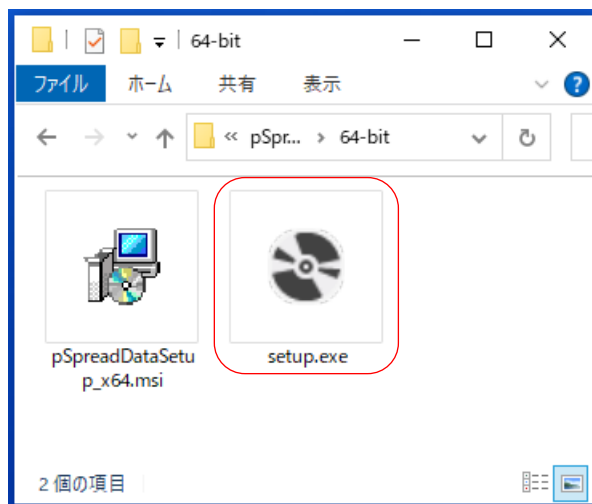 64-bit
ファイル ホーム 共有 表示
« pSpr... › 64-bit
pSpreadDataSetu
p_x64.msi
setup.exe
2 個の項目